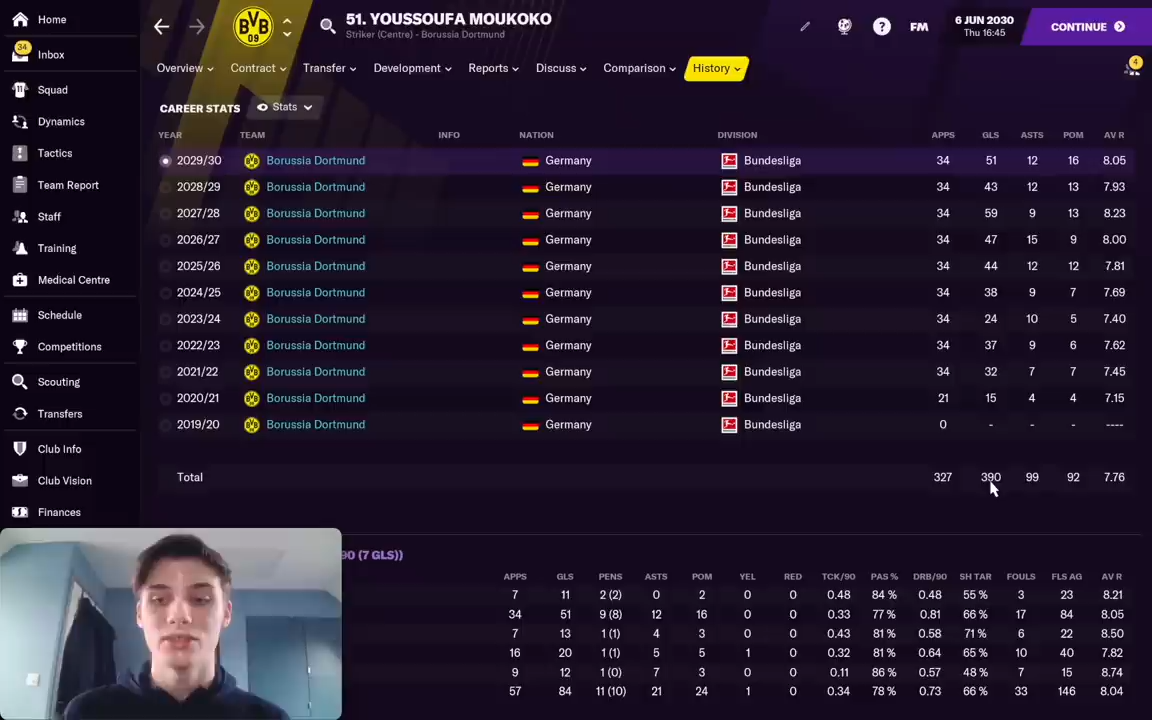 Home
34
Inbox
Squad
Dynamics
Tactics
Team Report
Staff
Training
Medical Centre
Schedule
Competitions
Scouting
Transfers
Club Info
Club Vision
Finances
BVB
09
51. YOUSSOUFA MOUKOKO
Striker (Centre) - Borussia Dortmund
?
FM
6 JUN 2030
Thu 16:45
CONTINUE
Overview Contract Transfer Development Reports Discuss Comparison History
4
CAREER STATS Stats
YEAR TEAM INFO NATION DIVISION APPS GLS ASTS POM AV R
2029/30 Borussia Dortmund Germany Bundesliga 34 51 12 16 8.05
2028/29 Borussia Dortmund Germany Bundesliga 34 43 12 13 7.93
2027/28 Borussia Dortmund Germany Bundesliga 34 59 9 13 8.23
2026/27 Borussia Dortmund Germany Bundesliga 34 47 15 9 8.00
2025/26 Borussia Dortmund Germany Bundesliga 34 44 12 12 7.81
2024/25 Borussia Dortmund Germany Bundesliga 34 38 9 7 7.69
2023/24 Borussia Dortmund Germany Bundesliga 34 24 10 5 7.40
2022/23 Borussia Dortmund Germany Bundesliga 34 37 9 6 7.62
2021/22 Borussia Dortmund Germany Bundesliga 34 32 7 7 7.45
2020/21 Borussia Dortmund Germany Bundesliga 21 15 4 4 7.15
2019/20 Borussia Dortmund Germany Bundesliga 0 - - - ----
Total 327 390 99 92 7.76
90 (7 GLS))
APPS GLS PENS ASTS POM YEL RED TCK/90 PAS % DRB/90 SH TAR FOULS FLS AG AV R
7 11 2 (2) 0 2 0 0 0.48 84 % 0.48 55 % 3 23 8.21
34 51 9 (8) 12 16 0 0 0.33 77 % 0.81 66 % 17 84 8.05
7 13 1 (1) 4 3 0 0 0.43 81 % 0.58 71 % 6 22 8.50
16 20 1 (1) 5 5 1 0 0.32 81 % 0.64 65 % 10 40 7.82
9 12 1 (0) 7 3 0 0 0.11 86 % 0.57 48 % 7 15 8.74
57 84 11 (10) 21 24 1 0 0.34 78 % 0.73 66 % 33 146 8.04